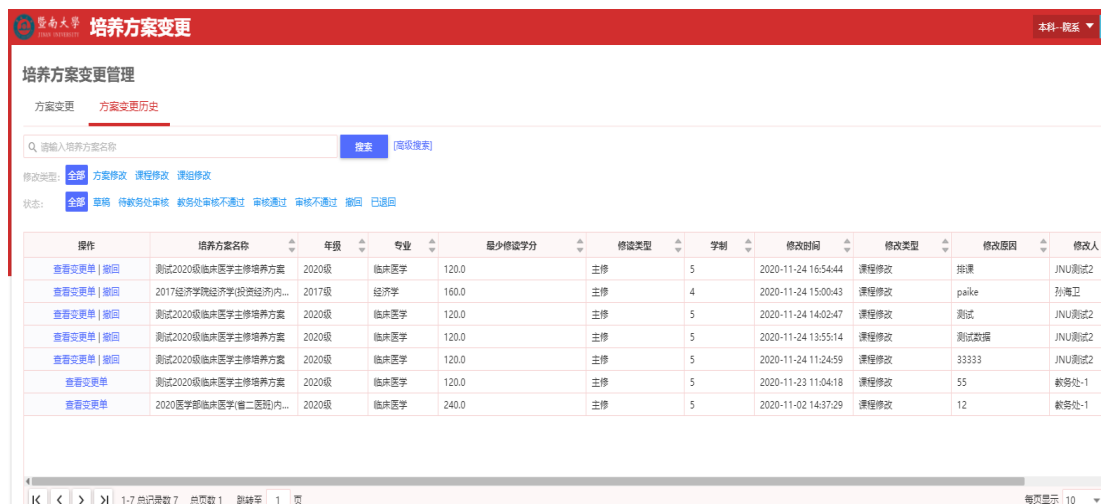 暨南大學 培养方案变更 本科--院系
JINAN UNIVERSITY
培养方案变更管理
方案变更 方案变更历史
请输入培养方案名称 搜索 [高级搜索]
修改类型: 全部 方案修改 课程修改 课组修改
状态: 全部 草稿 待教务处审核 教务处审核不通过 审核通过 审核不通过 撤回 已退回
操作 培养方案名称 年级 专业 最少修读学分 修读类型 学制 修改时间 修改类型 修改原因 修改人
查看变更单 | 撤回 测试2020级临床医学主修培养方案 2020级 临床医学 120.0 主修 5 2020-11-24 16:54:44 课程修改 排课 JNU测试2
查看变更单 | 撤回 2017经济学院经济学(投资经济)内... 2017级 经济学 160.0 主修 4 2020-11-24 15:00:43 课程修改 paike 孙海卫
查看变更单 | 撤回 测试2020级临床医学主修培养方案 2020级 临床医学 120.0 主修 5 2020-11-24 14:02:47 课程修改 测试 JNU测试2
查看变更单 | 撤回 测试2020级临床医学主修培养方案 2020级 临床医学 120.0 主修 5 2020-11-24 13:55:14 课程修改 测试数据 JNU测试2
查看变更单 | 撤回 测试2020级临床医学主修培养方案 2020级 临床医学 120.0 主修 5 2020-11-24 11:24:59 课程修改 33333 JNU测试2
查看变更单 测试2020级临床医学主修培养方案 2020级 临床医学 120.0 主修 5 2020-11-23 11:04:18 课程修改 55 教务处-1
查看变更单 2020医学部临床医学(省二医班)内... 2020级 临床医学 240.0 主修 5 2020-11-02 14:37:29 课程修改 12 教务处-1
1-7 总记录数 7 总页数 1 跳转至 1 页 每页显示 10